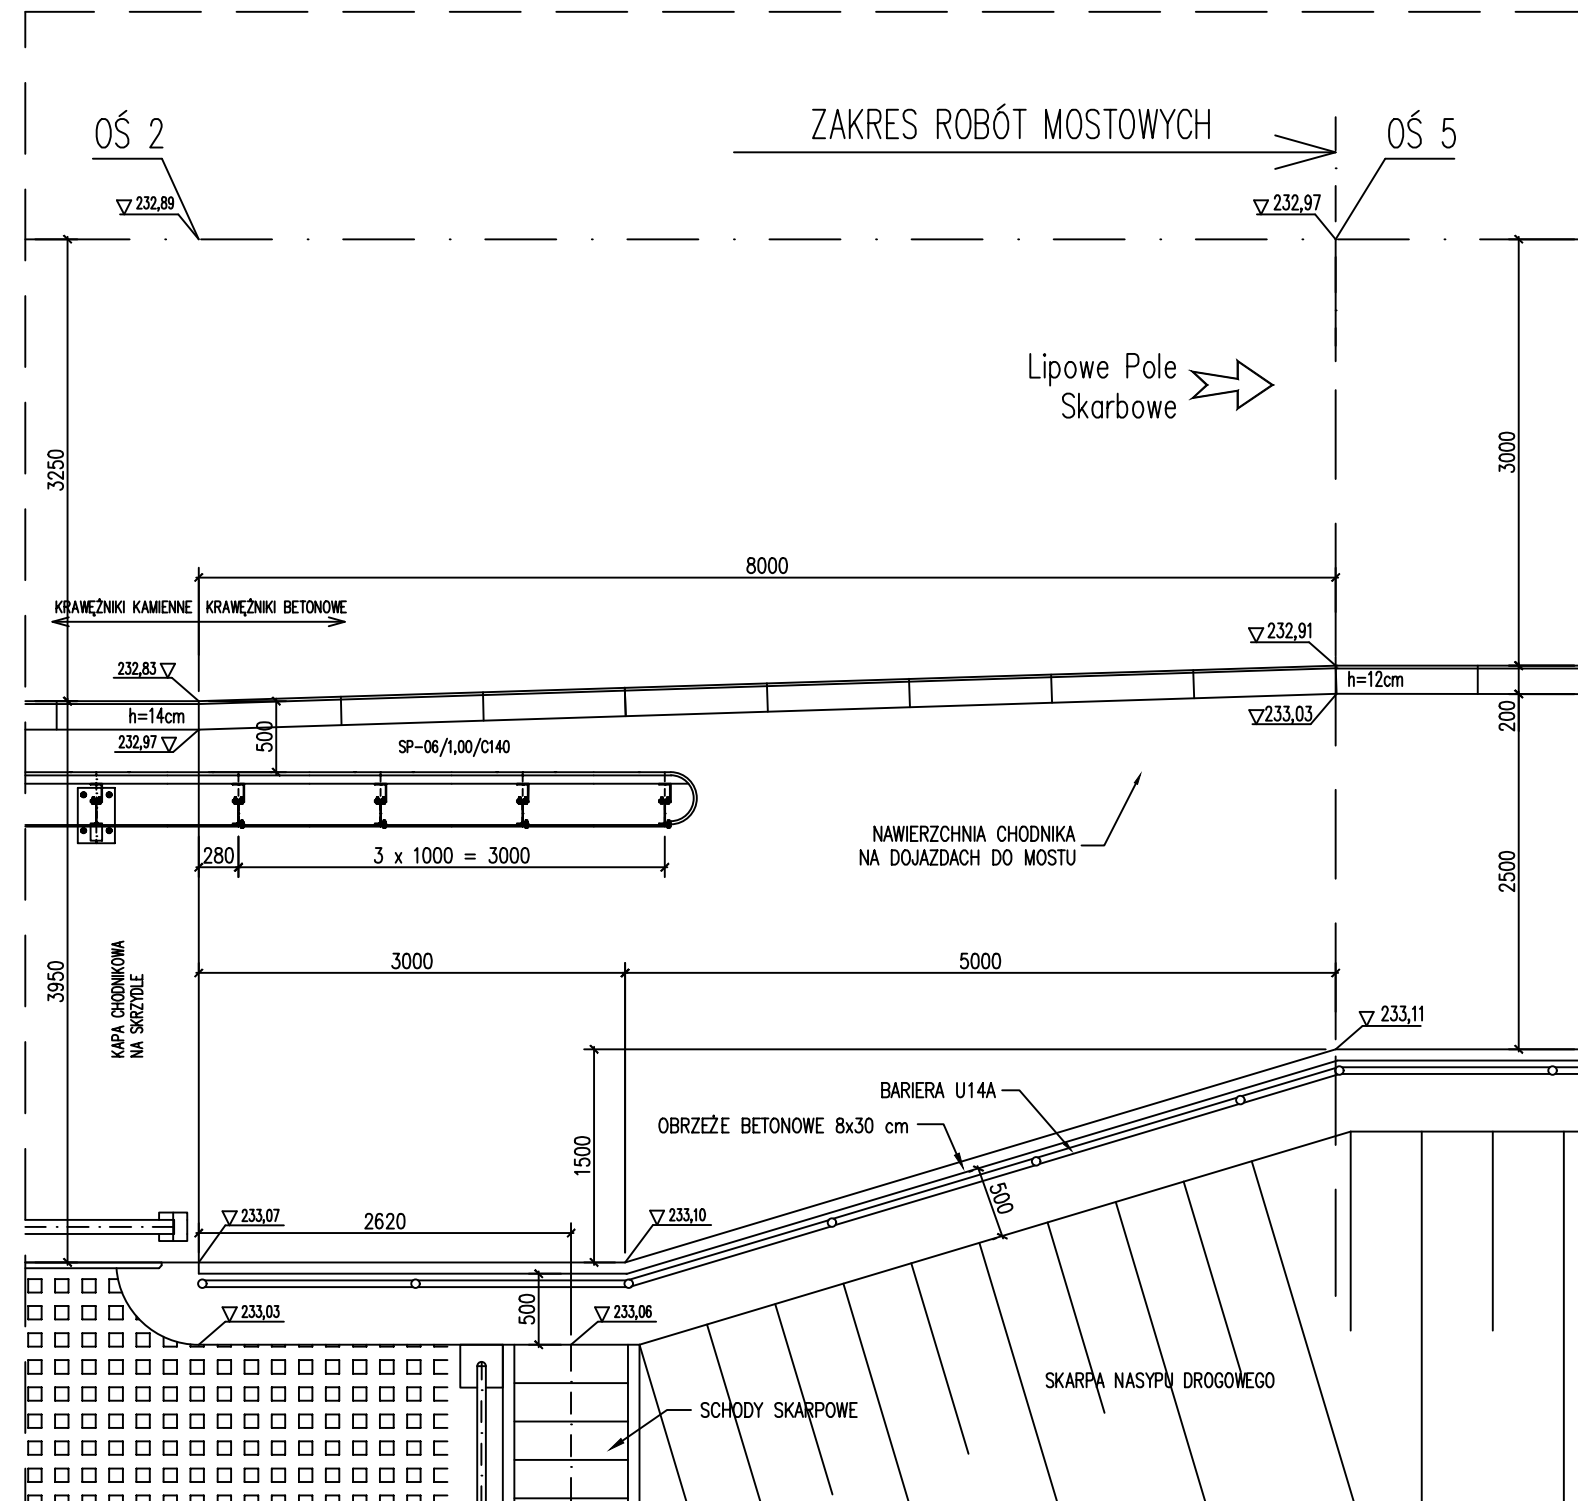 ZAKRES ROBÓT MOSTOWYCH
OŚ 2
OŚ 5
232,89
232,97
Lipowe Pole
Skarbowe
3250
3000
8000
KRAWĘŻNIKI KAMIENNE
KRAWĘŻNIKI BETONOWE
232,91
232,83
h=12cm
h=14cm
233,03
200
232,97
500
SP-06/1,00/C140
NAWIERZCHNIA CHODNIKA
NA DOJAZDACH DO MOSTU
280
3 x 1000 = 3000
2500
3000
5000
3950
KAPA CHODNIKOWA
NA SKRZYDLE
233,11
BARIERA U14A
OBRZEŻE BETONOWE 8x30 cm
1500
500
233,07
2620
233,10
233,03
500
233,06
SKARPA NASYPU DROGOWEGO
SCHODY SKARPOWE